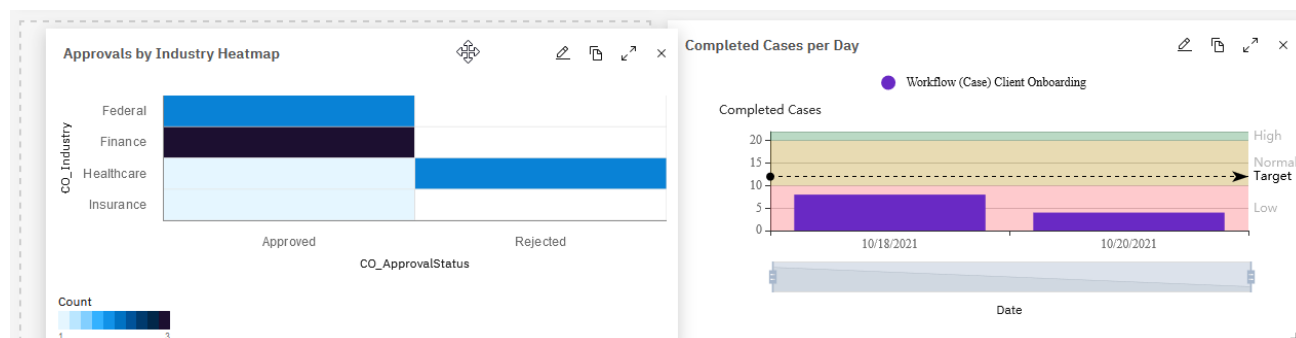 Approvals by Industry Heatmap
CO_Industry
Federal
Finance
Healthcare
Insurance
Approved
Rejected
CO_ApprovalStatus
Count
1
3
Completed Cases per Day
Workflow (Case) Client Onboarding
Completed Cases
20
15
10
5
0
High
Normal
Target
Low
10/18/2021
10/20/2021
Date